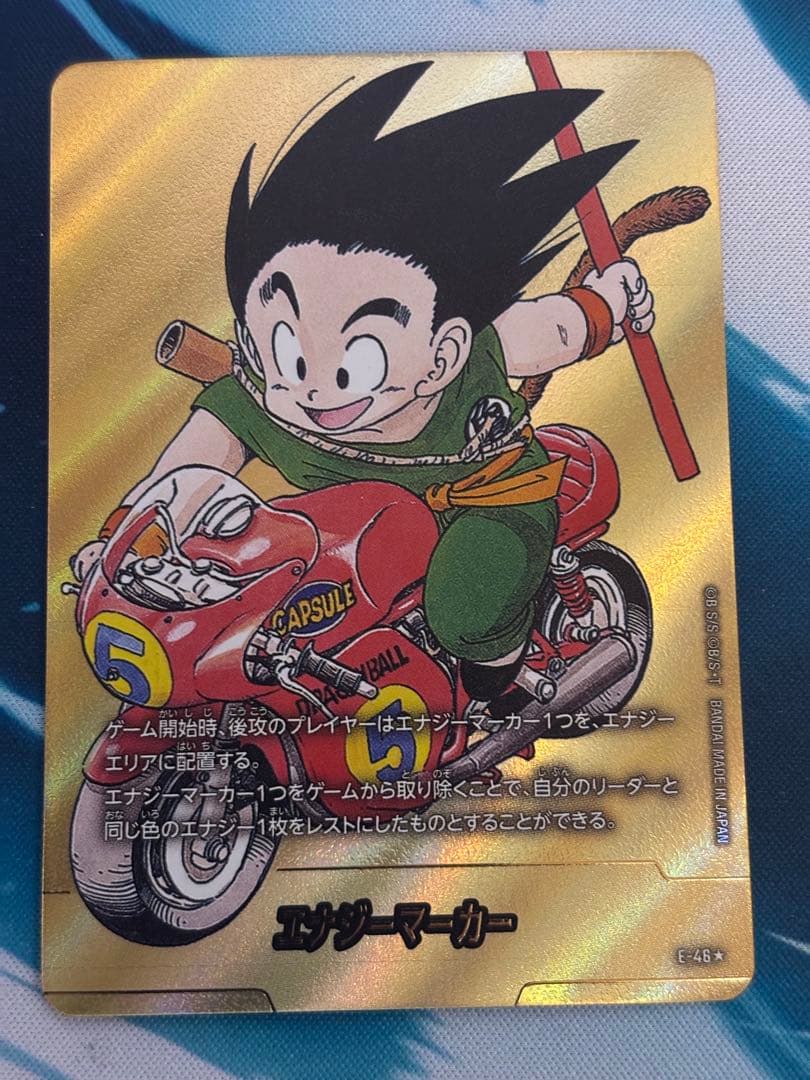 CAPSULE
5
DRAGON BALL
5
ゲーム開始時、後攻のプレイヤーはエナジーマーカー1つを、エナジー
エリアに配置する。
エナジーマーカー1つをゲームから取り除くことで、自分のリーダーと
同じ色のエナジー1枚をレストにしたものとすることができる。
エナジーマーカー
E-46★
©B.S/S ©B/S・T BANDAI MADE IN JAPAN